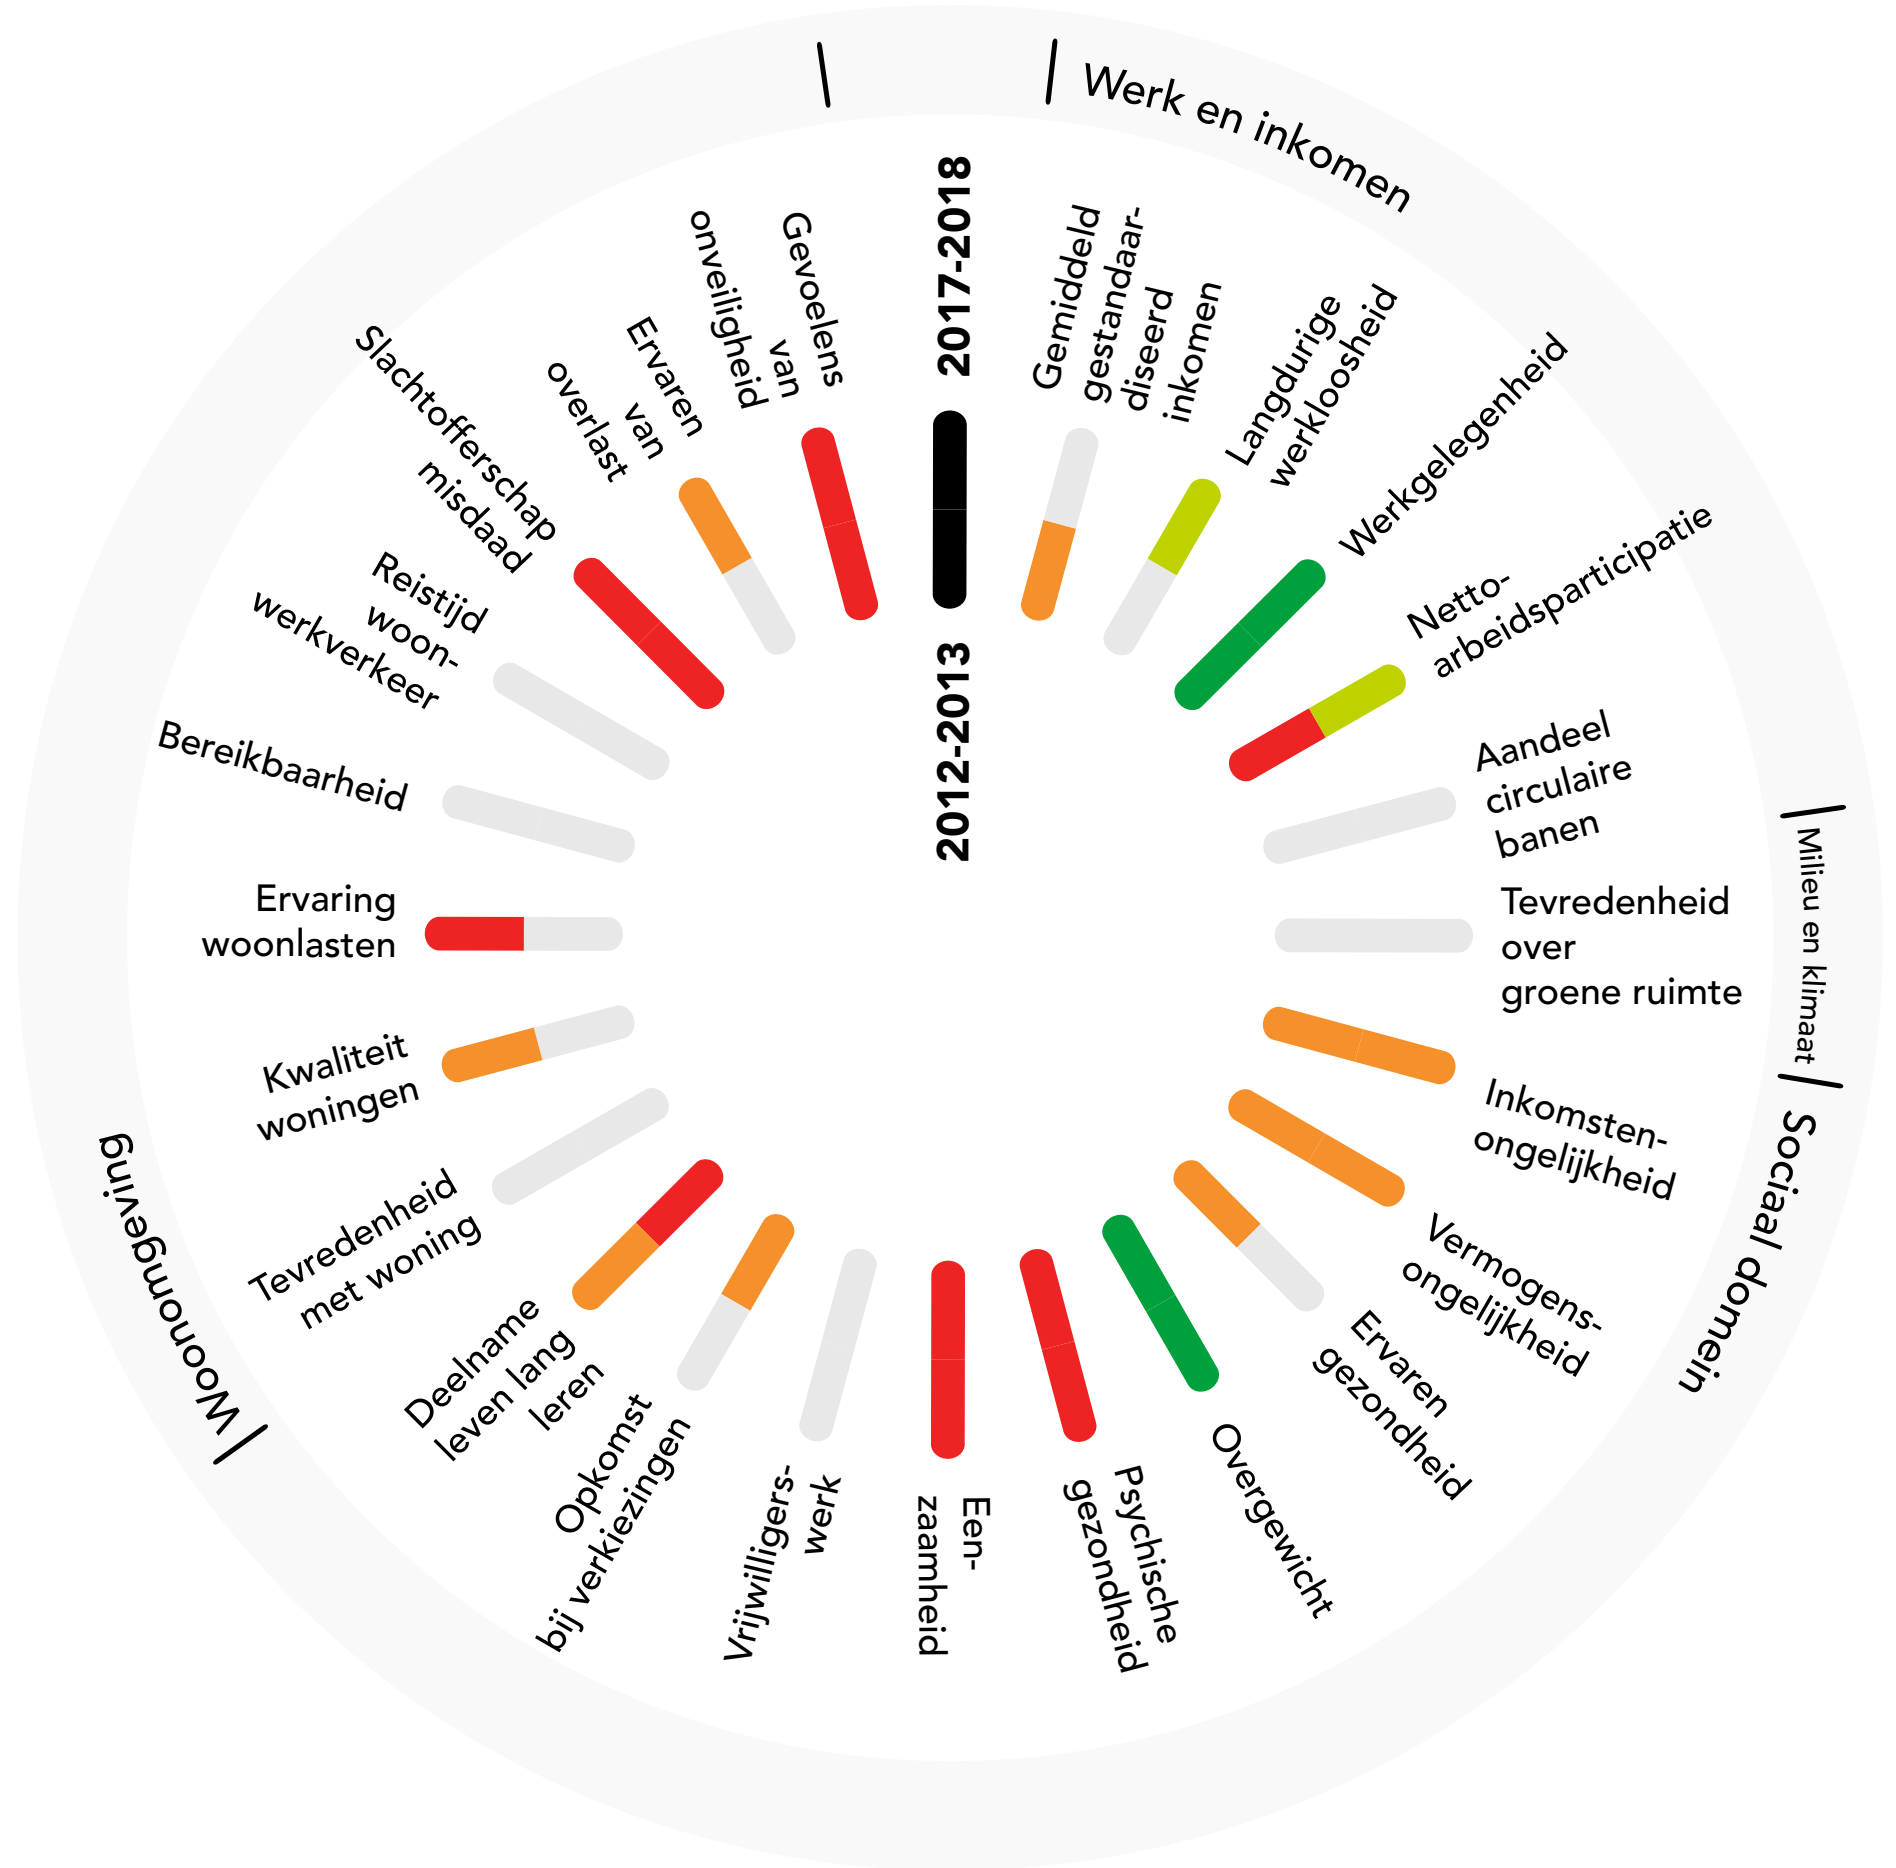 2017-2018
2012-2013
Werk en inkomen
Gemiddeld
gestandaar-
diseerd
inkomen
Langdurige
werkloosheid
Werkgelegenheid
Netto-
arbeidsparticipatie
Aandeel
circulaire
banen
Milieu en klimaat
Tevredenheid
over
groene ruimte
Sociaal domein
Inkomsten-
ongelijkheid
Vermogens-
ongelijkheid
Ervaren
gezondheid
Overgewicht
Psychische
gezondheid
Een-
zaamheid
Vrijwilligers-
werk
Opkomst
bij verkiezingen
Deelname
leven lang
leren
Woonomgeving
Tevredenheid
met woning
Kwaliteit
woningen
Ervaring
woonlasten
Bereikbaarheid
Reistijd
woon-
werkverkeer
Slachtofferschap
misdaad
Ervaren
van
overlast
Gevoelens
van
onveiligheid